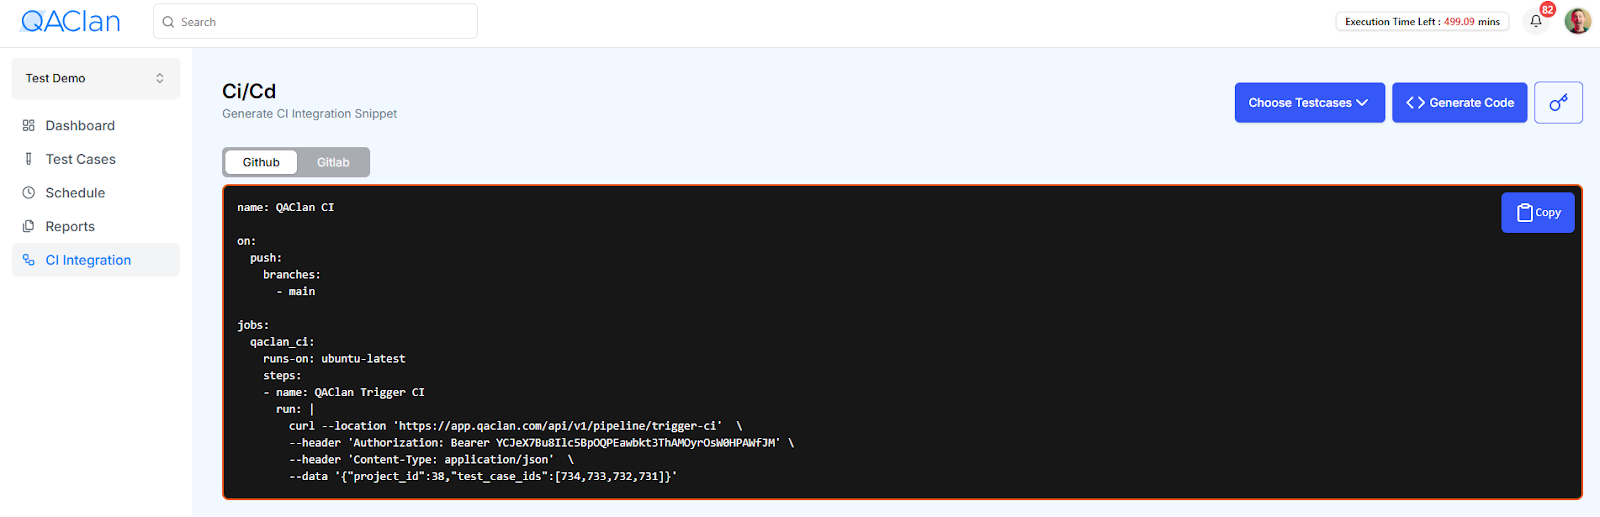 QAClan
Search
Execution Time Left : 499.09 mins
82
Test Demo
Dashboard
Test Cases
Schedule
Reports
CI Integration
Ci/Cd
Generate CI Integration Snippet
Choose Testcases
<> Generate Code
Github
Gitlab
Copy
name: QAClan CI
on:
push:
branches:
- main
jobs:
qaclan_ci:
runs-on: ubuntu-latest
steps:
- name: QAClan Trigger CI
run: |
curl --location 'https://app.qaclan.com/api/v1/pipeline/trigger-ci' \
--header 'Authorization: Bearer YCJeX7Bu8Ilc5BpOQPEawbkt3ThAMOyrOsW0HPAWfJM' \
--header 'Content-Type: application/json' \
--data '{"project_id":38,"test_case_ids":[734,733,732,731]}'